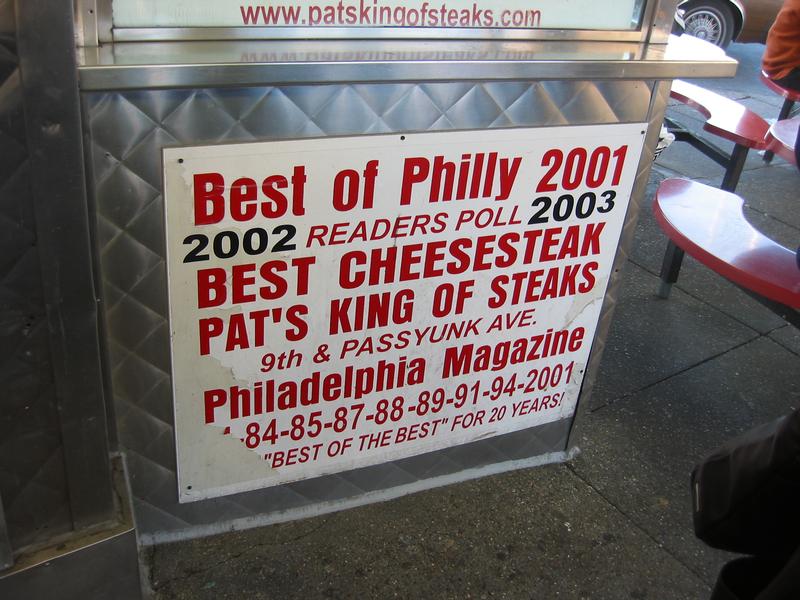 www.patskingofsteaks.com
Best of Philly 2001
2002 READERS POLL 2003
BEST CHEESESTEAK
PAT'S KING OF STEAKS
9th & PASSYUNK AVE.
Philadelphia Magazine
-84-85-87-88-89-91-94-2001
"BEST OF THE BEST" FOR 20 YEARS!